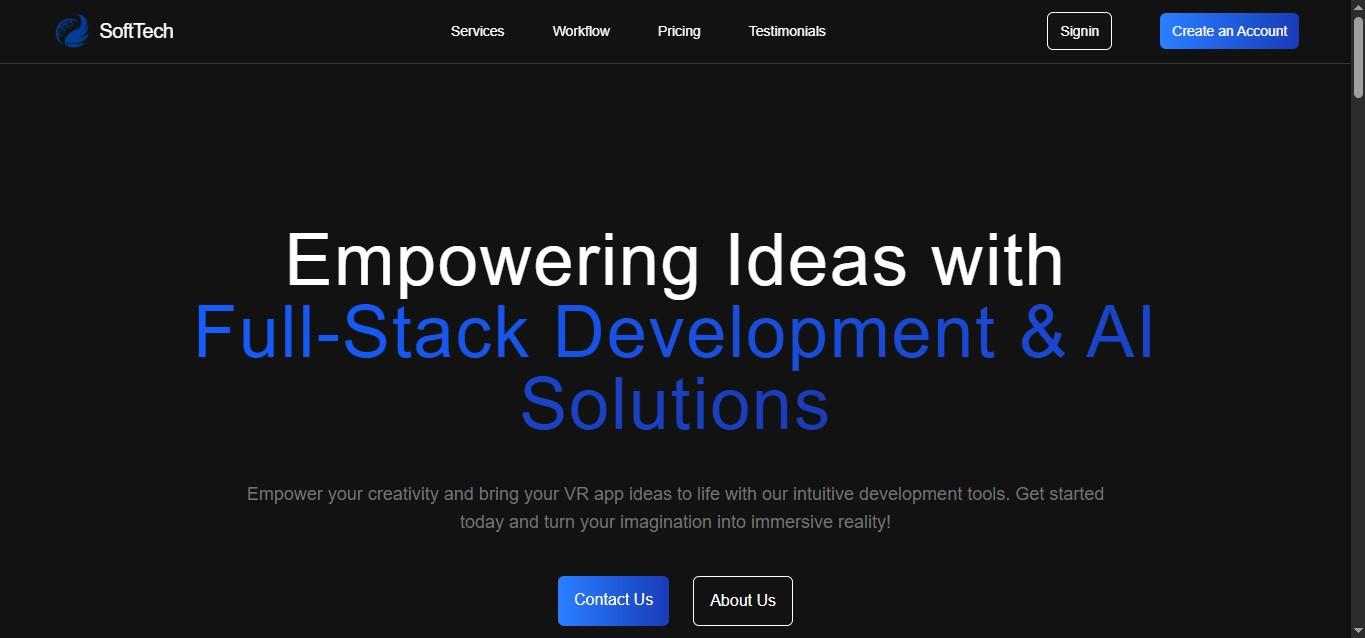 SoftTech
Services
Workflow
Pricing
Testimonials
Signin
Create an Account
Empowering Ideas with
Full-Stack Development & AI
Solutions
Empower your creativity and bring your VR app ideas to life with our intuitive development tools. Get started
today and turn your imagination into immersive reality!
Contact Us
About Us